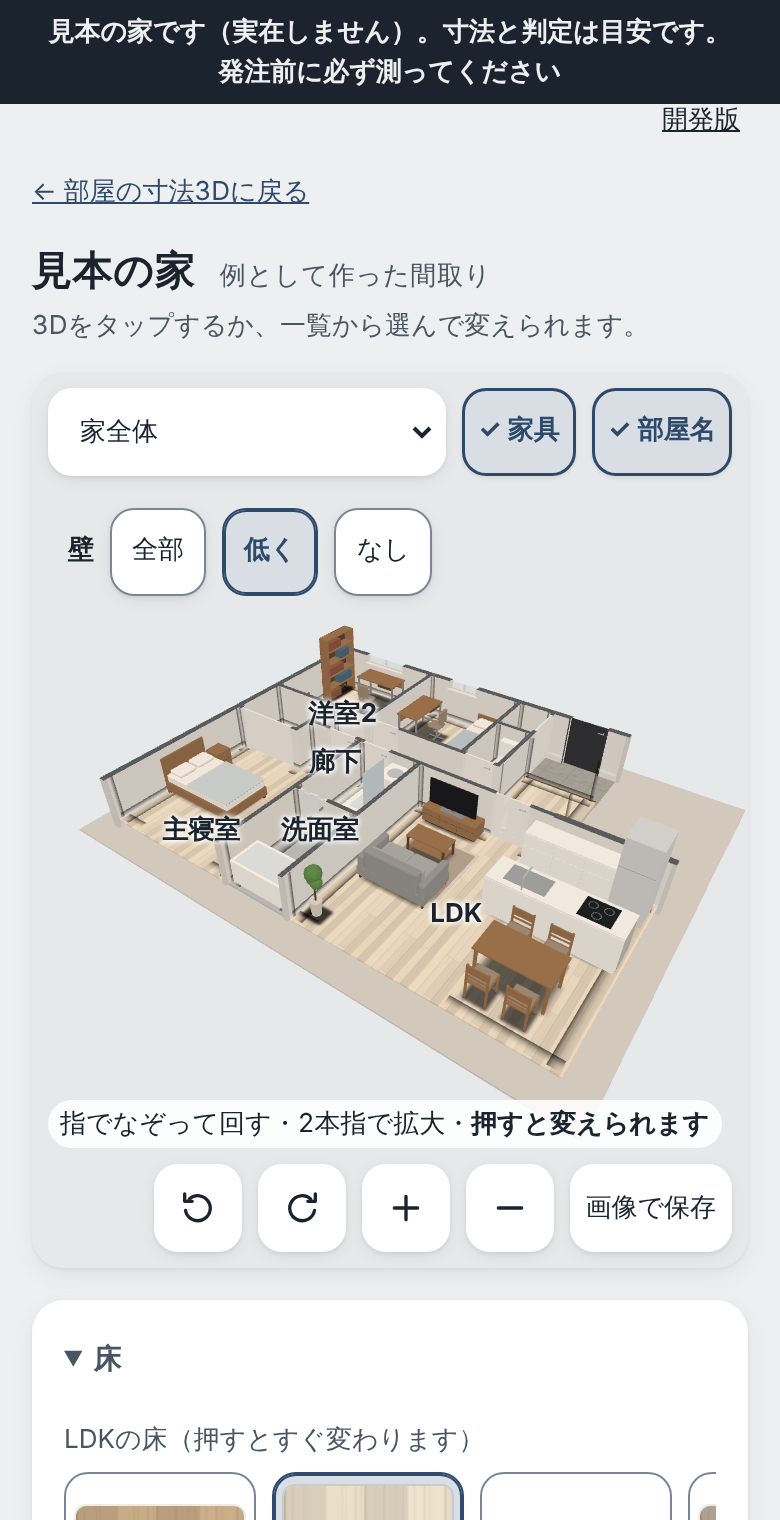 見本の家です（実在しません）。寸法と判定は目安です。
発注前に必ず測ってください
開発版
← 部屋の寸法3Dに戻る
見本の家 例として作った間取り
3Dをタップするか、一覧から選んで変えられます。
家全体
家具
部屋名
壁
全部
低く
なし
洋室2
廊下
主寝室
洗面室
LDK
指でなぞって回す・2本指で拡大・押すと変えられます
画像で保存
▼ 床
LDKの床（押すとすぐ変わります）